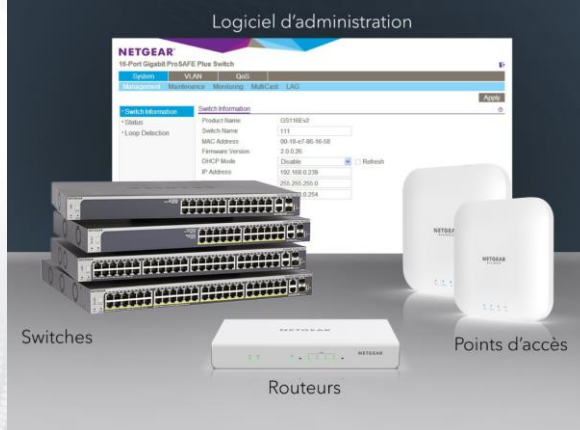 Logiciel d'administration
NETGEAR
16-Port Gigabit ProSAFE Plus Switch
System VLAN QoS
Management Maintenance Monitoring MultiCast LAG
Apply
Switch Information
Status
Loop Detection
Switch Information
Product Name GS116Ev2
Switch Name 111
MAC Address 00-18-e7-86-16-58
Firmware Version 2.0.0.26
DHCP Mode Disable Refresh
IP Address 192.168.0.239
255.255.255.0
.0.254
NETGEAR
NETGEAR
NETGEAR
NETGEAR
Switches
Points d'accès
Routeurs